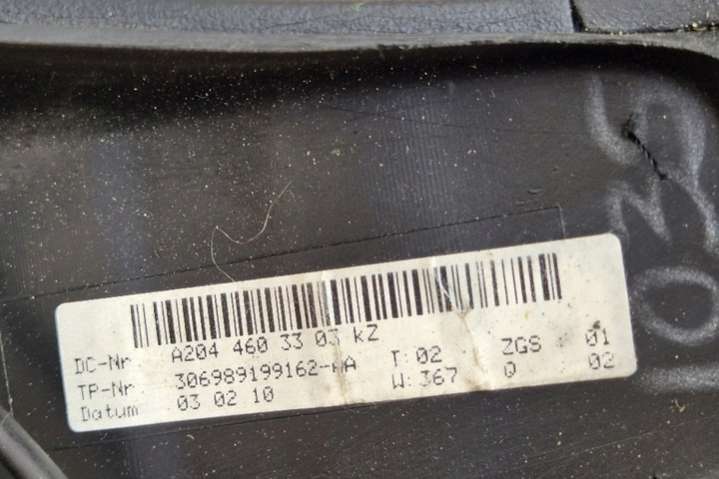 DC-Nr A204 460 33 03 kZ
TP-Nr 306989199162-AA T:02 ZGS 01
Datum 03 02 10 W:367 Q 02
1035